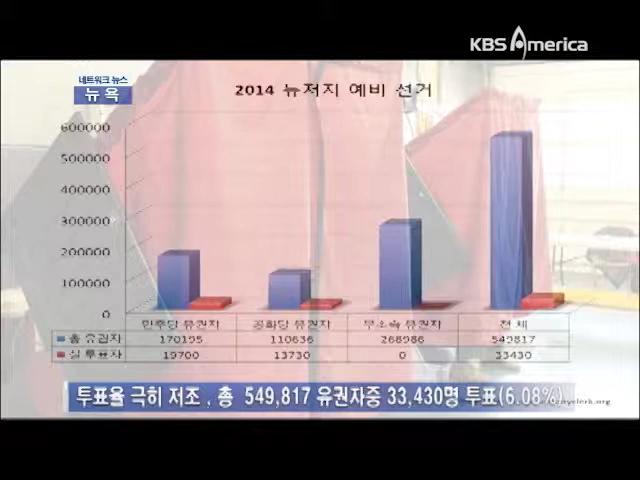 KBS America
네트워크 뉴스
뉴욕
2014 뉴저지 예비 선거
600000
500000
400000
300000
200000
100000
0
민주당 유권자 공화당 유권자 무소속 유권자 전 체
총 유권자 170195 110636 268986 549817
실 투표자 19700 13730 0 33430
투표율 극히 저조 , 총 549,817 유권자중 33,430명 투표(6.08%)